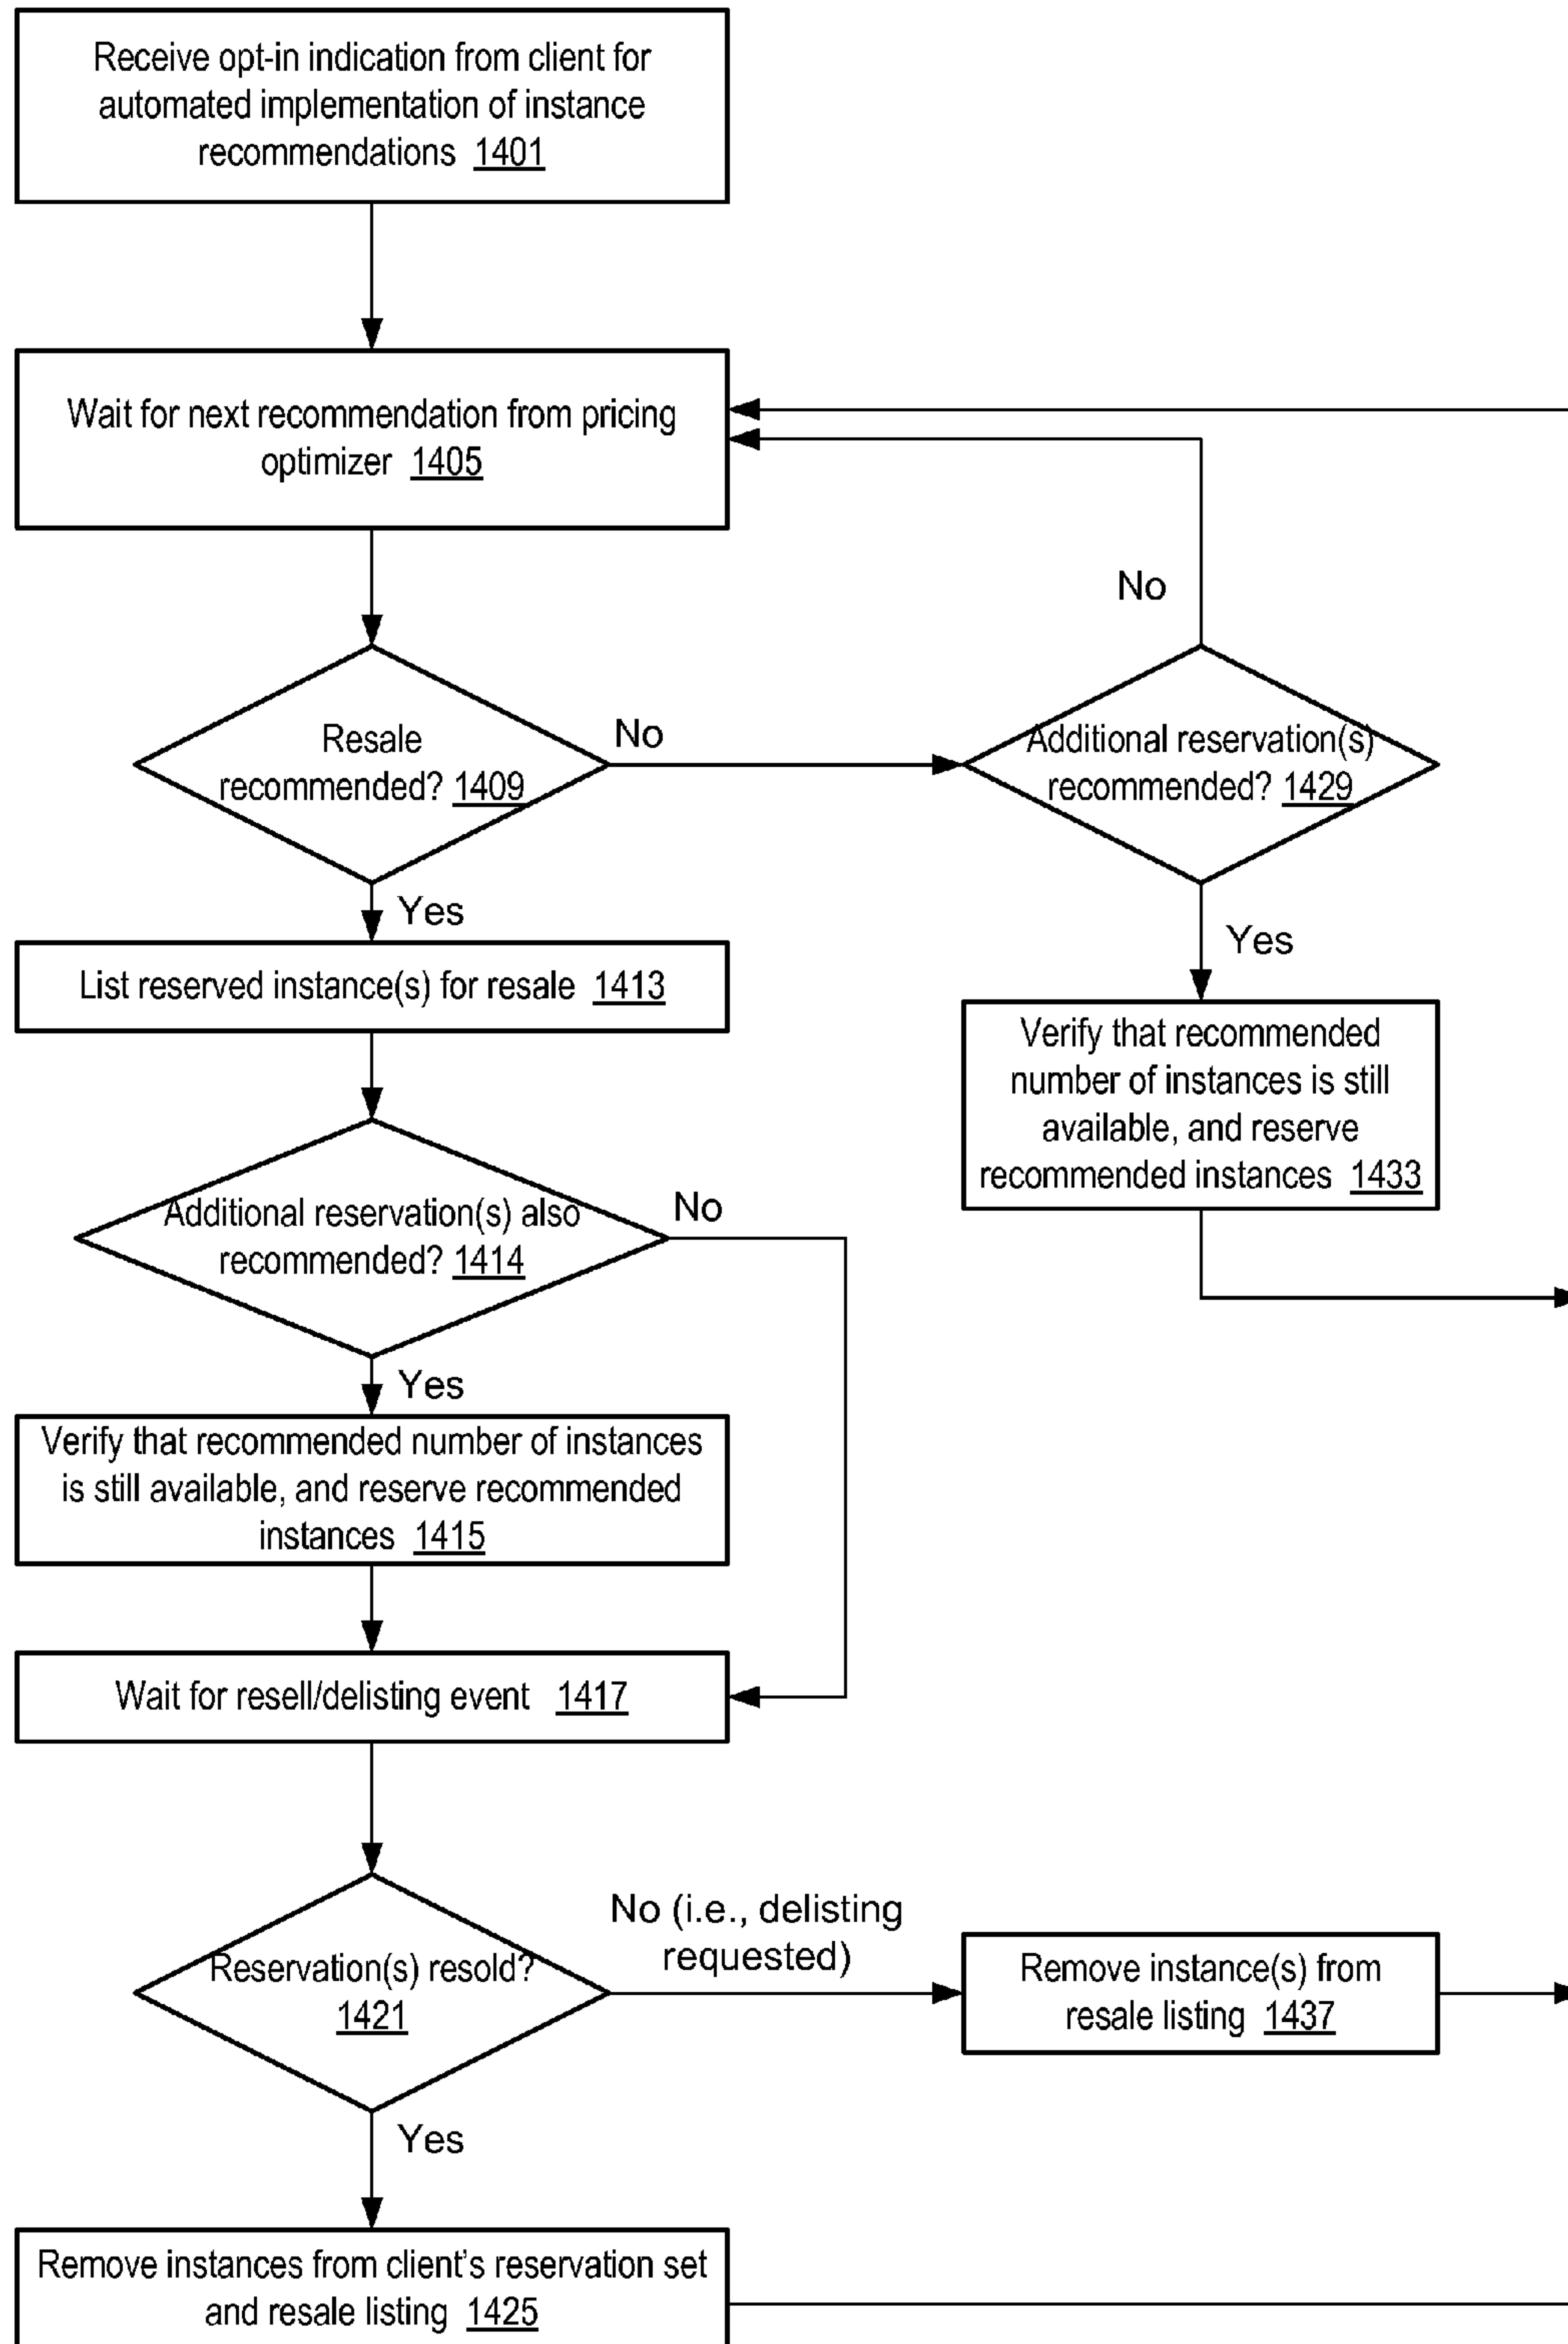 Receive opt-in indication from client for
automated implementation of instance
recommendations 1401
Wait for next recommendation from pricing
optimizer 1405
No
Resale
recommended? 1409
No
Additional reservation(s)
recommended? 1429
Yes
Yes
List reserved instance(s) for resale 1413
Verify that recommended
number of instances is still
available, and reserve
recommended instances 1433
Additional reservation(s) also
recommended? 1414
No
Yes
Verify that recommended number of instances
is still available, and reserve recommended
instances 1415
Wait for resell/delisting event 1417
Reservation(s) resold?
1421
No (i.e., delisting
requested)
Remove instance(s) from
resale listing 1437
Yes
Remove instances from client's reservation set
and resale listing 1425